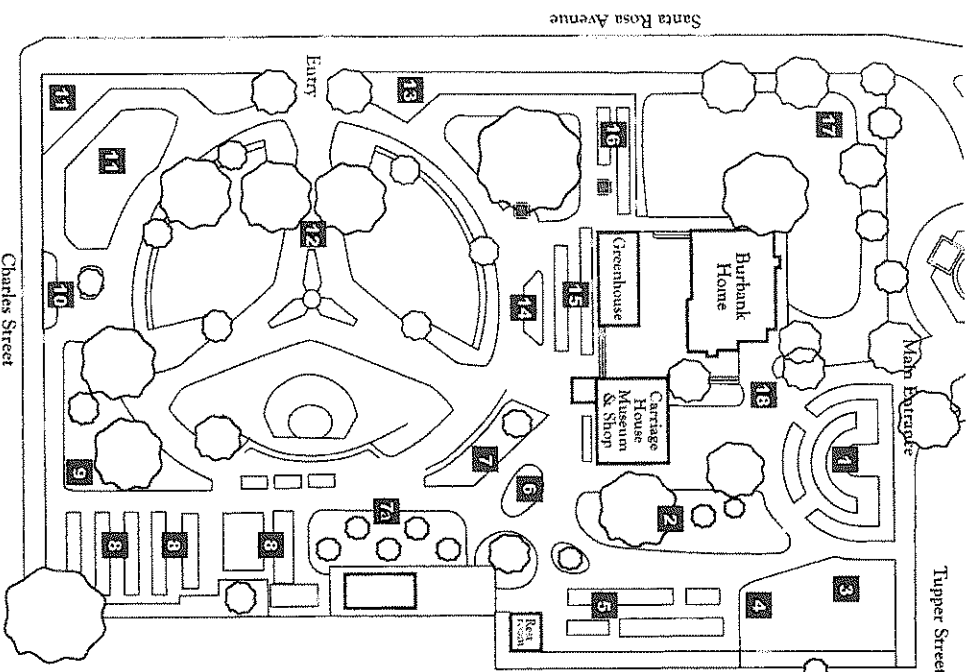 Santa Rosa Avenue
Entry
11
13
11
16
17
12
Greenhouse
Burbank
Home
10
14
15
Main Entrance
Charles Street
Carriage
House
Museum
& Shop
18
1
9
7
6
2
7a
8
8
8
5
4
3
Rest
room
Tupper Street